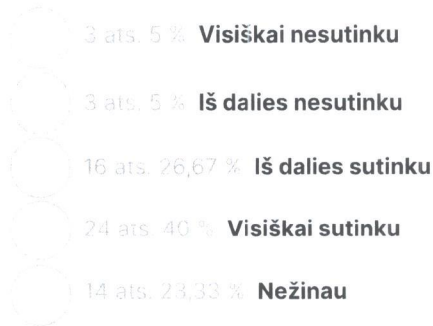 3 ats. 5 % Visiškai nesutinku
3 ats. 5 % Iš dalies nesutinku
16 ats. 26,67 % Iš dalies sutinku
24 ats. 40 % Visiškai sutinku
14 ats. 23,33 % Nežinau